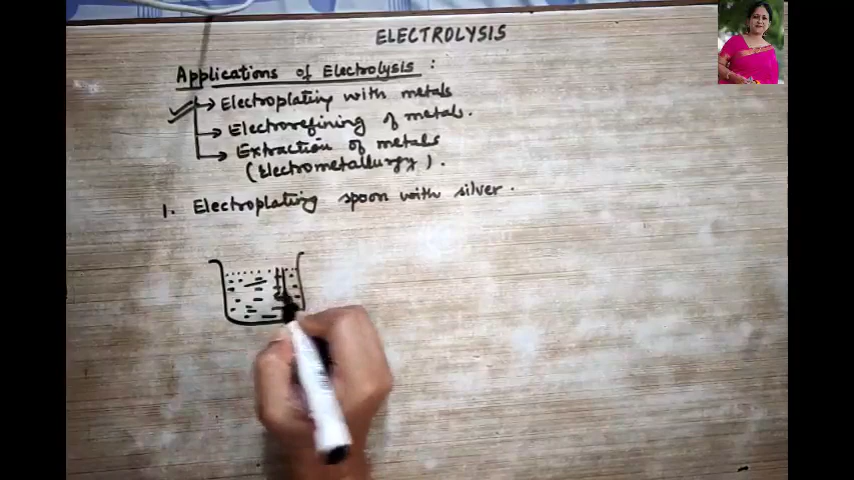 ELECTROLYSIS
Applications of Electrolysis :
Electroplating with metals
Electrorefining of metals.
Extraction of metals
(Electrometallurgy).
1. Electroplating spoon with silver.